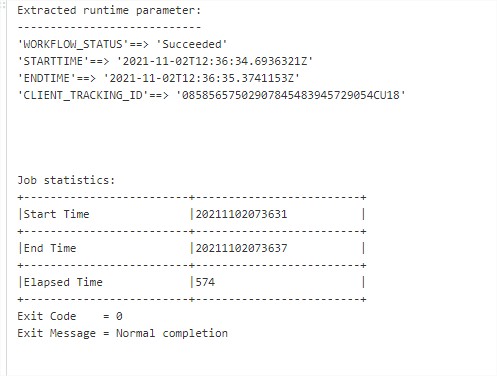 Extracted runtime parameter:
----------------------------
'WORKFLOW_STATUS'==> 'Succeeded'
'STARTTIME'==> '2021-11-02T12:36:34.6936321Z'
'ENDTIME'==> '2021-11-02T12:36:35.3741153Z'
'CLIENT_TRACKING_ID'==> '08585657502907845483945729054CU18'
Job statistics:
+-------------------------+-------------------------+
|Start Time               |20211102073631           |
+-------------------------+-------------------------+
|End Time                 |20211102073637           |
+-------------------------+-------------------------+
|Elapsed Time             |574                      |
+-------------------------+-------------------------+
Exit Code    = 0
Exit Message = Normal completion